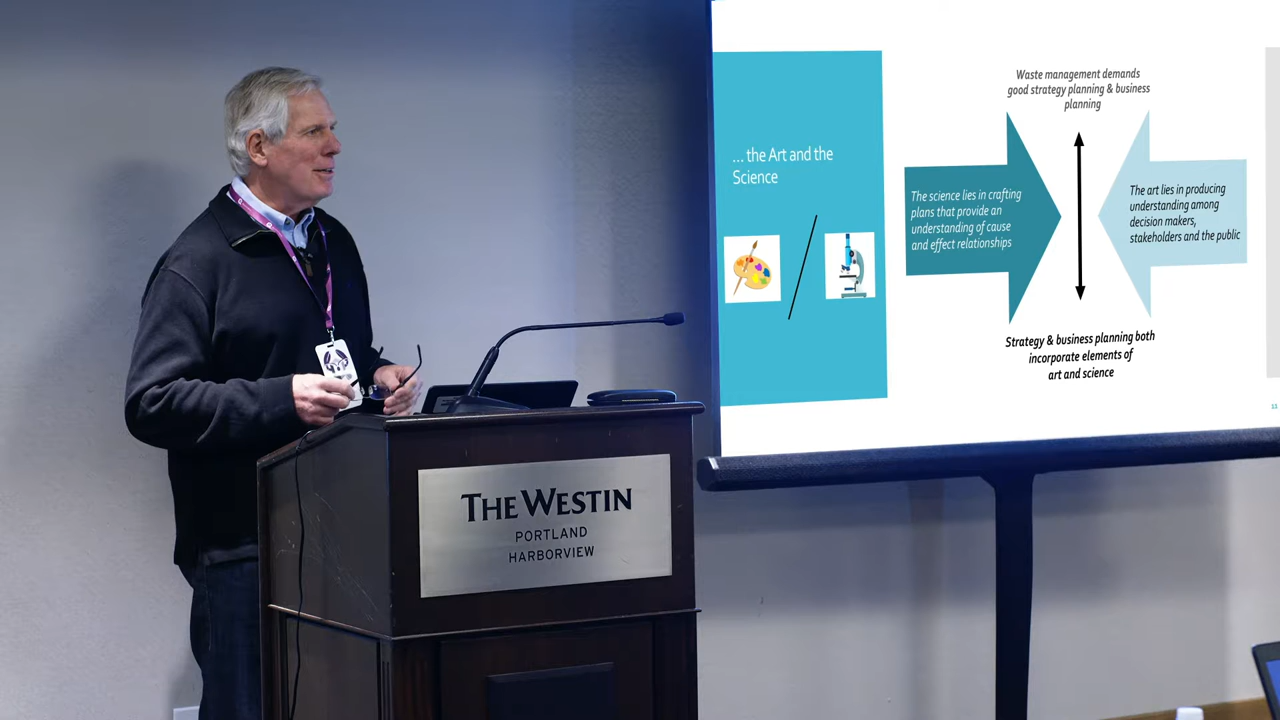 THE WESTIN
PORTLAND
HARBORVIEW
... the Art and the
Science
Waste management demands
good strategy planning & business
planning
The science lies in crafting
plans that provide an
understanding of cause
and effect relationships
The art lies in producing
understanding among
decision makers,
stakeholders and the public
Strategy & business planning both
incorporate elements of
art and science
13